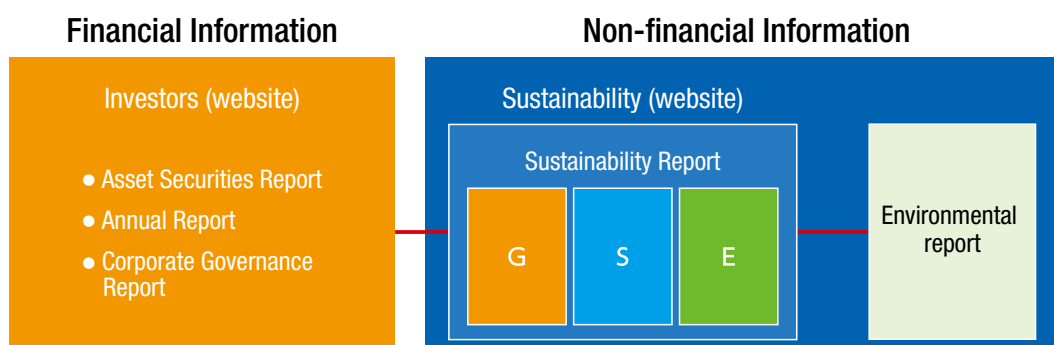 Financial Information
Non-financial Information
Investors (website)
● Asset Securities Report
● Annual Report
● Corporate Governance
Report
Sustainability (website)
Sustainability Report
G
S
E
Environmental
report